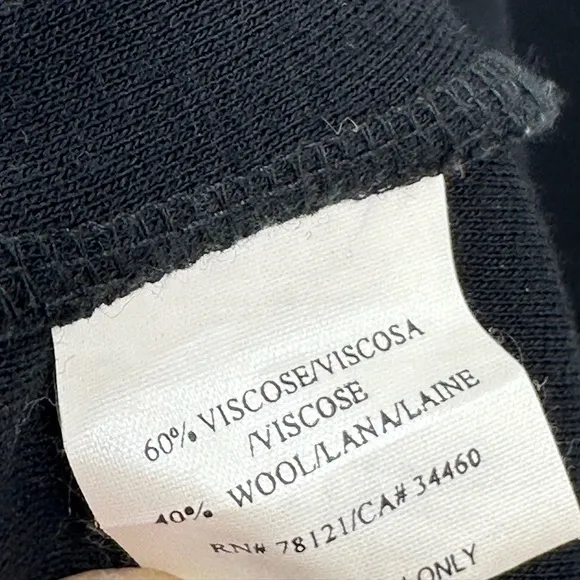 60% VISCOSE/VISCOSA
/VISCOSE
40% WOOL/LANA/LAINE
RN# 78121/CA# 34460
ONLY